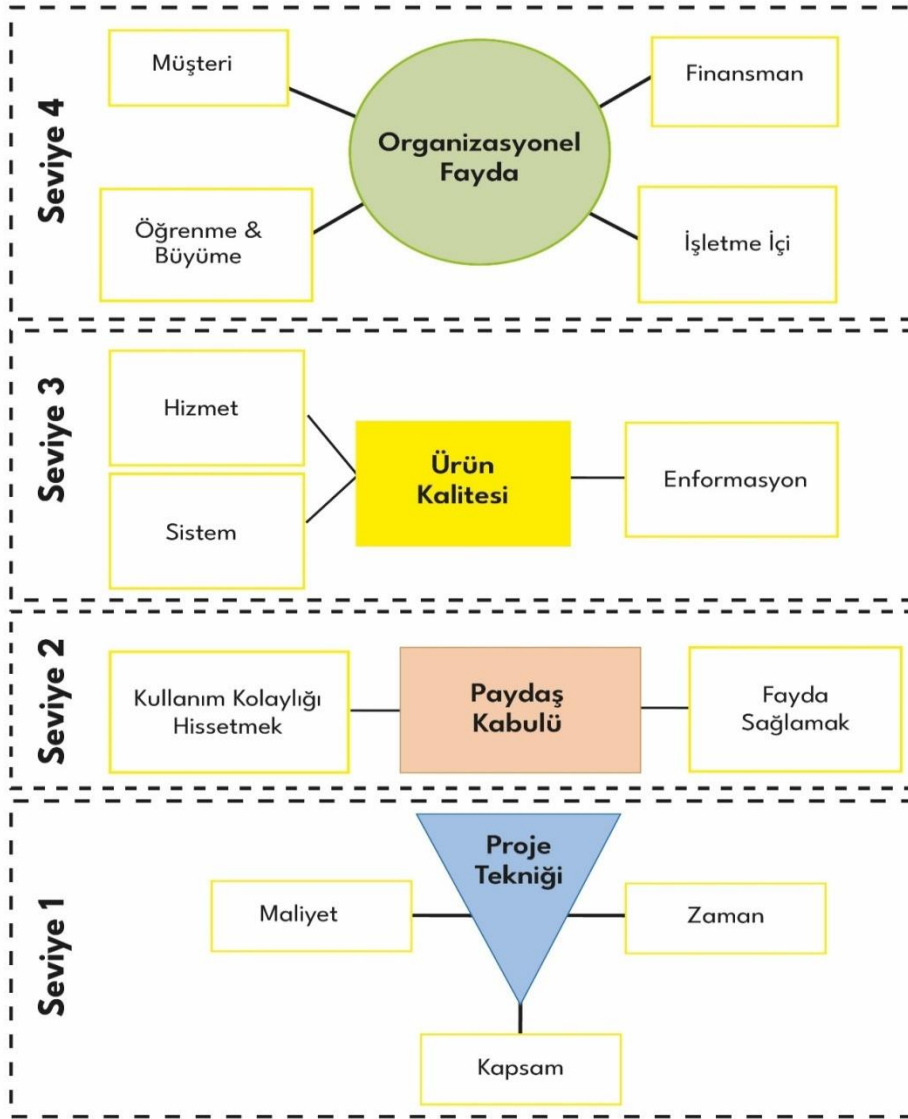 Seviye 4
Müşteri
Finansman
Organizasyonel
Fayda
Öğrenme &
Büyüme
İşletme İçi
Seviye 3
Hizmet
Ürün
Kalitesi
Enformasyon
Sistem
Seviye 2
Kullanım Kolaylığı
Hissetmek
Paydaş
Kabulü
Fayda
Sağlamak
Seviye 1
Proje
Tekniği
Maliyet
Zaman
Kapsam